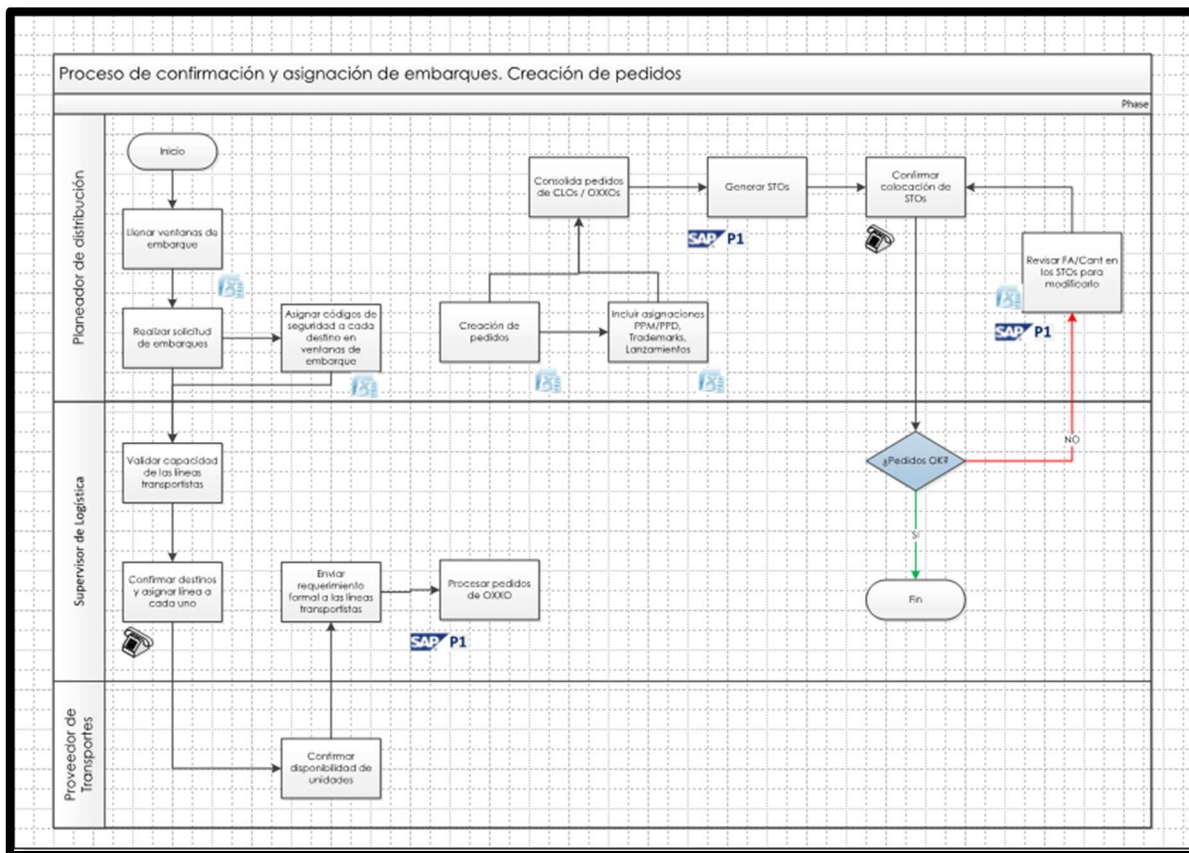 Proceso de confirmación y asignación de embarques. Creación de pedidos
Phase
Planeador de distribución
Inicio
Llenar ventanas de
embarque
Realizar solicitud
de embarques
Asignar códigos de
seguridad a cada
destino en
ventanas de
embarque
Creación de
pedidos
Incluir asignaciones
PPM/PPD,
Trademarks,
Lanzamientos
Consolida pedidos
de CLOs / OXXOs
Generar STOs
SAP P1
Confirmar
colocación de
STOs
Revisar FA/Cant en
los STOs para
modificarlo
SAP P1
Supervisor de Logística
Validar capacidad
de las líneas
transportistas
Confirmar destinos
y asignar línea a
cada uno
Enviar
requerimiento
formal a las líneas
transportistas
Procesar pedidos
de OXXO
SAP P1
¿Pedidos OK?
NO
SI
Fin
Proveedor de
Transportes
Confirmar
disponibilidad de
unidades